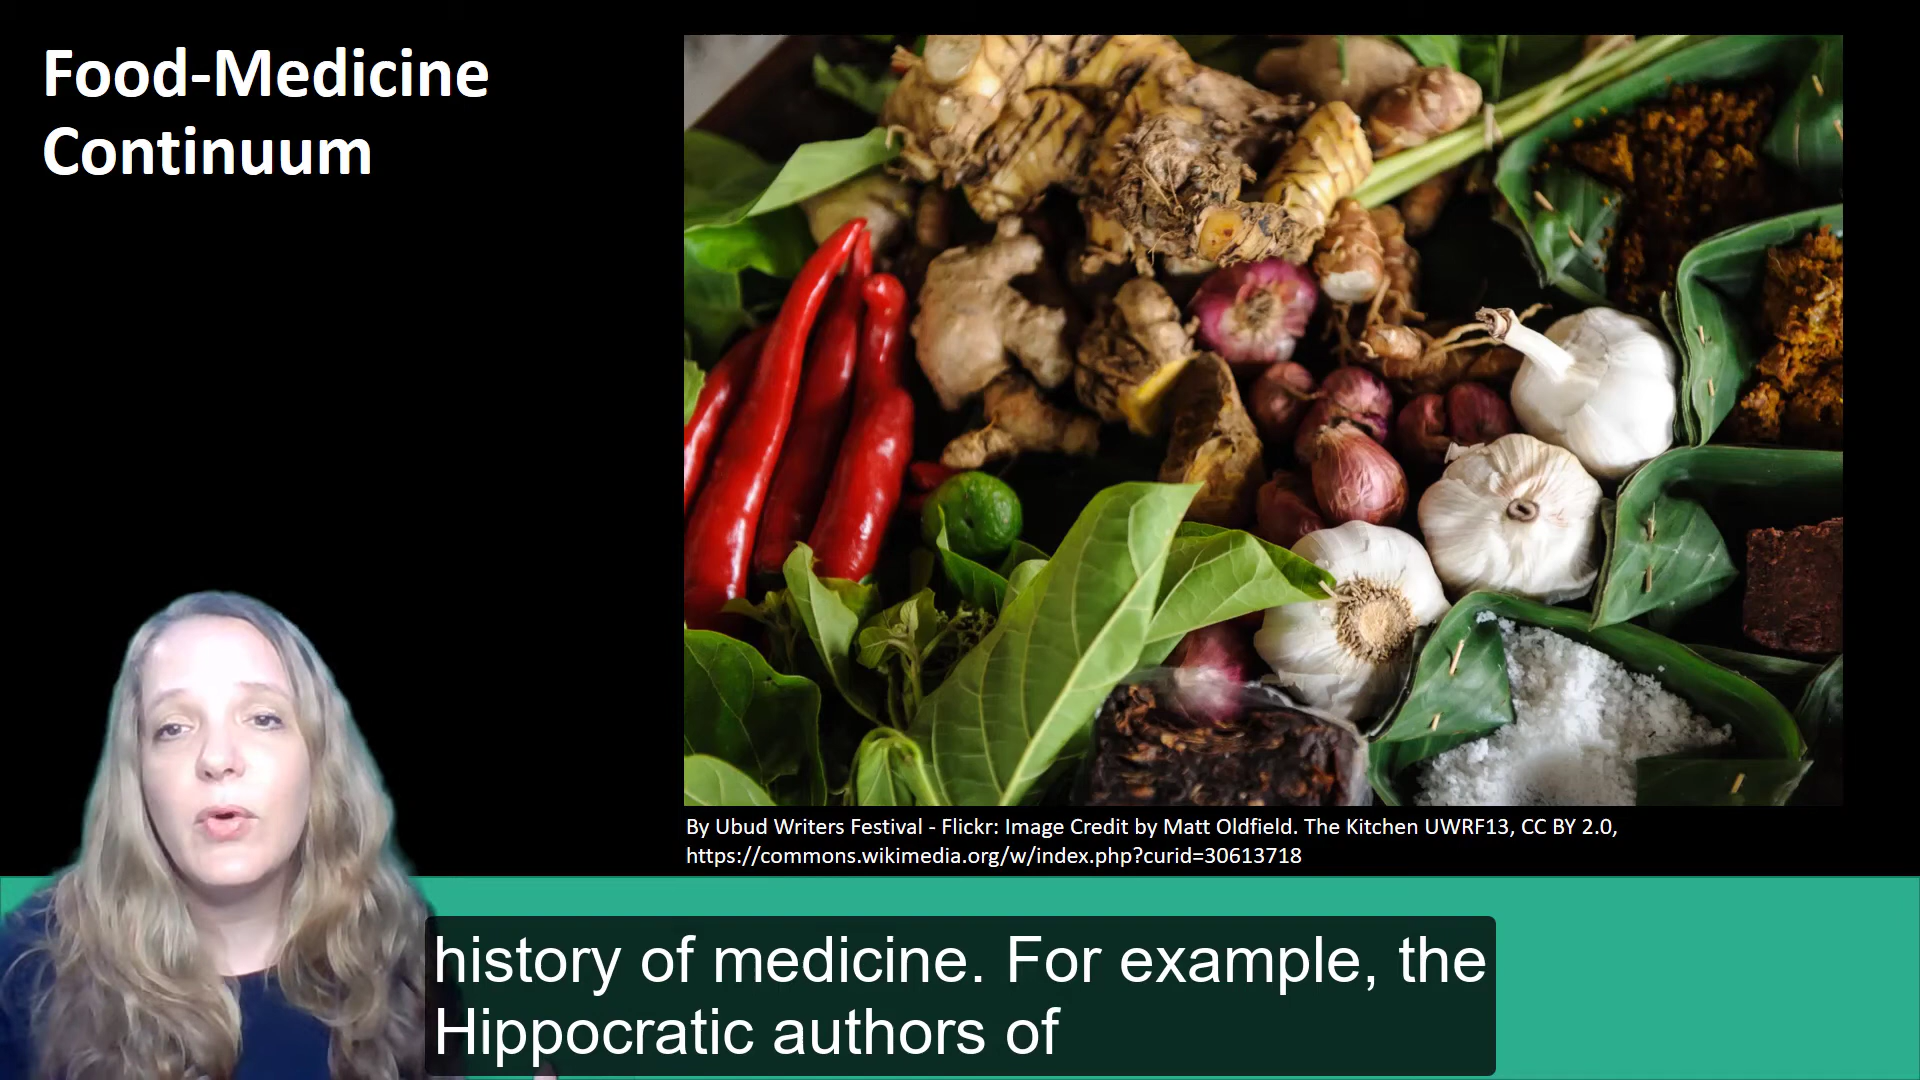 Food-Medicine
Continuum
By Ubud Writers Festival - Flickr: Image Credit by Matt Oldfield. The Kitchen UWRF13, CC BY 2.0,
https://commons.wikimedia.org/w/index.php?curid=30613718
history of medicine. For example, the
Hippocratic authors of